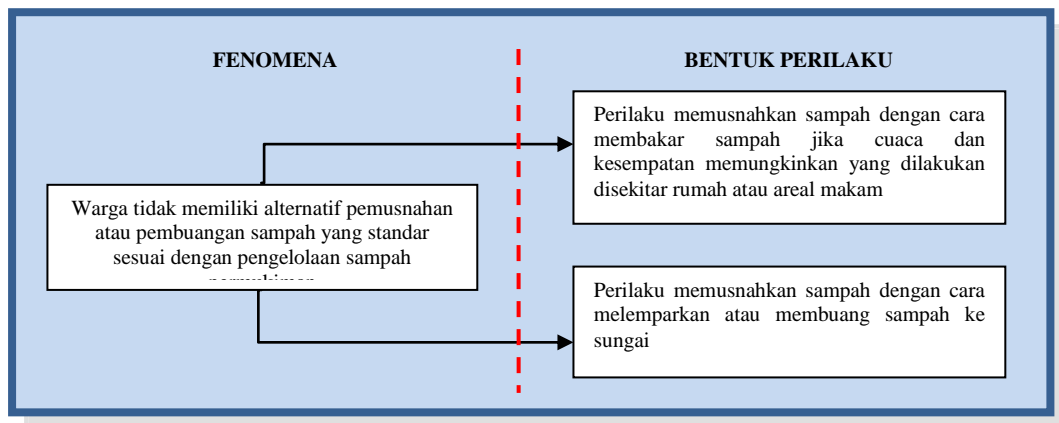 FENOMENA
BENTUK PERILAKU
Warga tidak memiliki alternatif pemusnahan
atau pembuangan sampah yang standar
sesuai dengan pengelolaan sampah
Perilaku memusnahkan sampah dengan cara
membakar sampah jika cuaca dan
kesempatan memungkinkan yang dilakukan
disekitar rumah atau areal makam
Perilaku memusnahkan sampah dengan cara
melemparkan atau membuang sampah ke
sungai